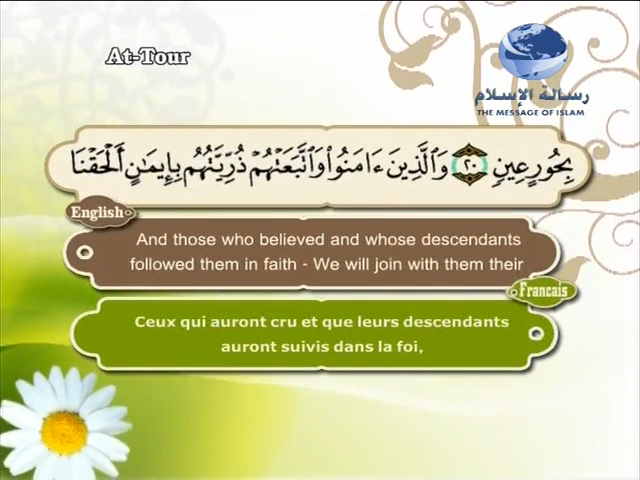 At-Tour
رسالة الإسلام
THE MESSAGE OF ISLAM
بِحُورٍ عِينٍ ٢٠ وَٱلَّذِينَ ءَامَنُوا۟ وَٱتَّبَعَتْهُمْ ذُرِّيَّتُهُم بِإِيمَٰنٍ أَلْحَقْنَا
English
And those who believed and whose descendants
followed them in faith - We will join with them their
Francais
Ceux qui auront cru et que leurs descendants
auront suivis dans la foi,